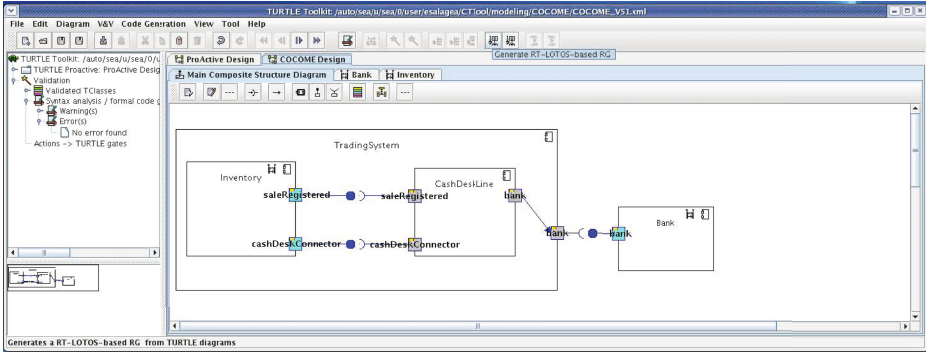 TURTLE Toolkit: /auto/sea/u/sea/0/user/esalagea/CTTool/modeling/COCOME/COCOME_V51.xml
File Edit Diagram V&V Code Generation View Tool Help
Generate RT-LOTOS-based RG
TURTLE Toolkit: /auto/sea/u/sea/0/u
TURTLE Proactive: ProActive Desig
Validation
Validated TClasses
Syntax analysis / formal code g
Warning(s)
Error(s)
No error found
Actions -> TURTLE gates
ProActive Design COCOME Design
Main Composite Structure Diagram Bank Inventory
TradingSystem
Inventory
CashDeskLine
saleRegistered
saleRegistered
bank
Bank
bank
Bank
cashDeskConnector
cashDeskConnector
Generates a RT-LOTOS-based RG from TURTLE diagrams